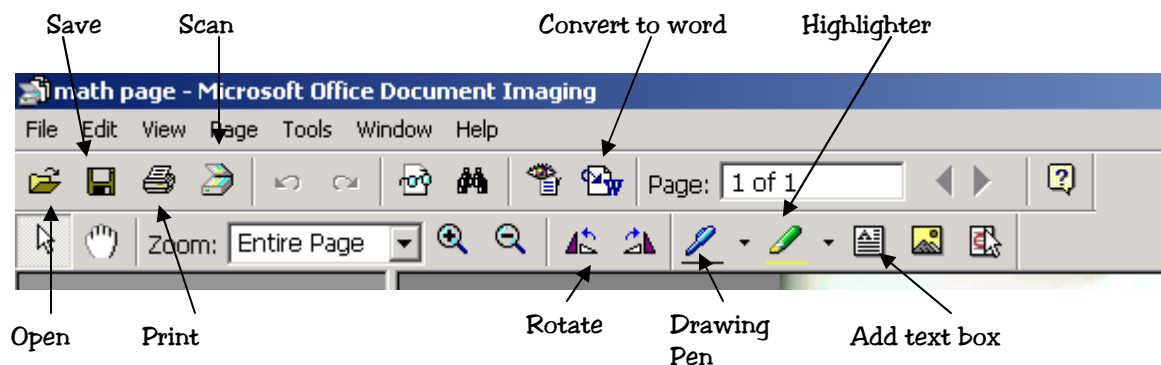 Save Scan Convert to word Highlighter
math page - Microsoft Office Document Imaging
File Edit View Page Tools Window Help
Page: 1 of 1
Zoom: Entire Page
Open Print Rotate Drawing Add text box
Pen